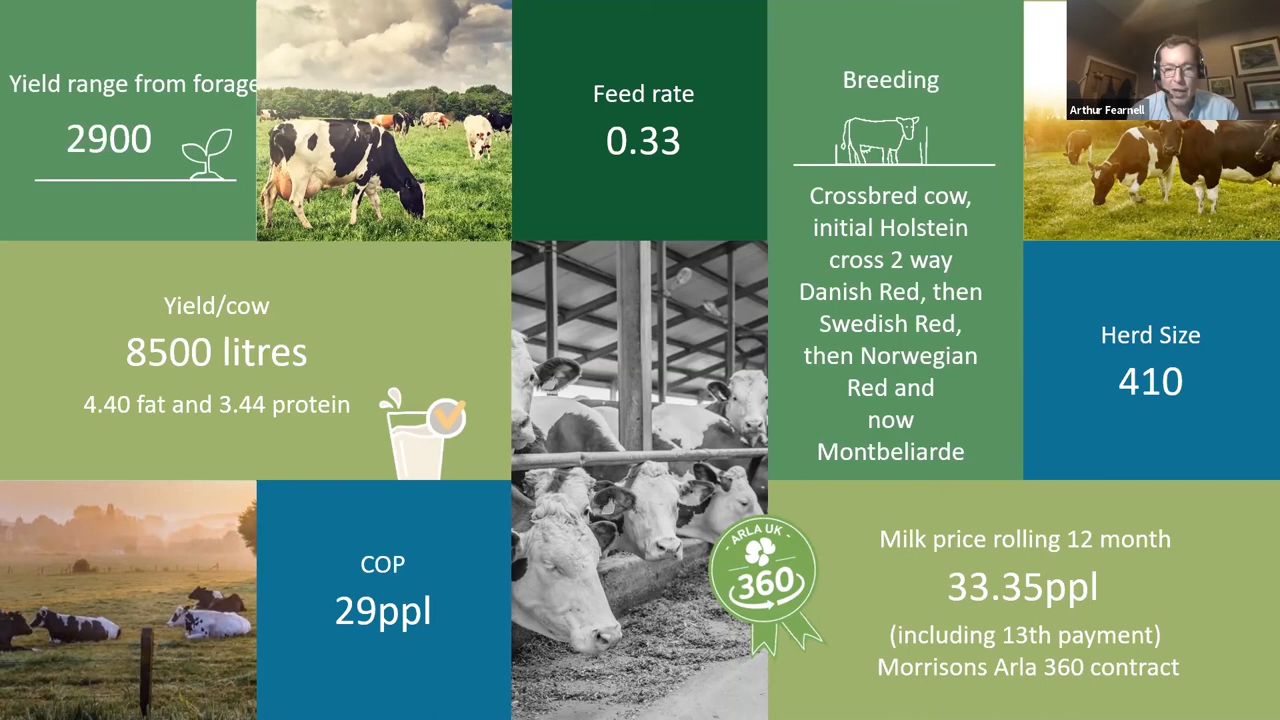 Yield range from forage
2900
Feed rate
0.33
Breeding
Crossbred cow,
initial Holstein
cross 2 way
Danish Red, then
Swedish Red,
then Norwegian
Red and
now
Montbeliarde
Arthur Fearnell
Yield/cow
8500 litres
4.40 fat and 3.44 protein
Herd Size
410
COP
29ppl
- ARLA UK -
360
Milk price rolling 12 month
33.35ppl
(including 13th payment)
Morrisons Arla 360 contract